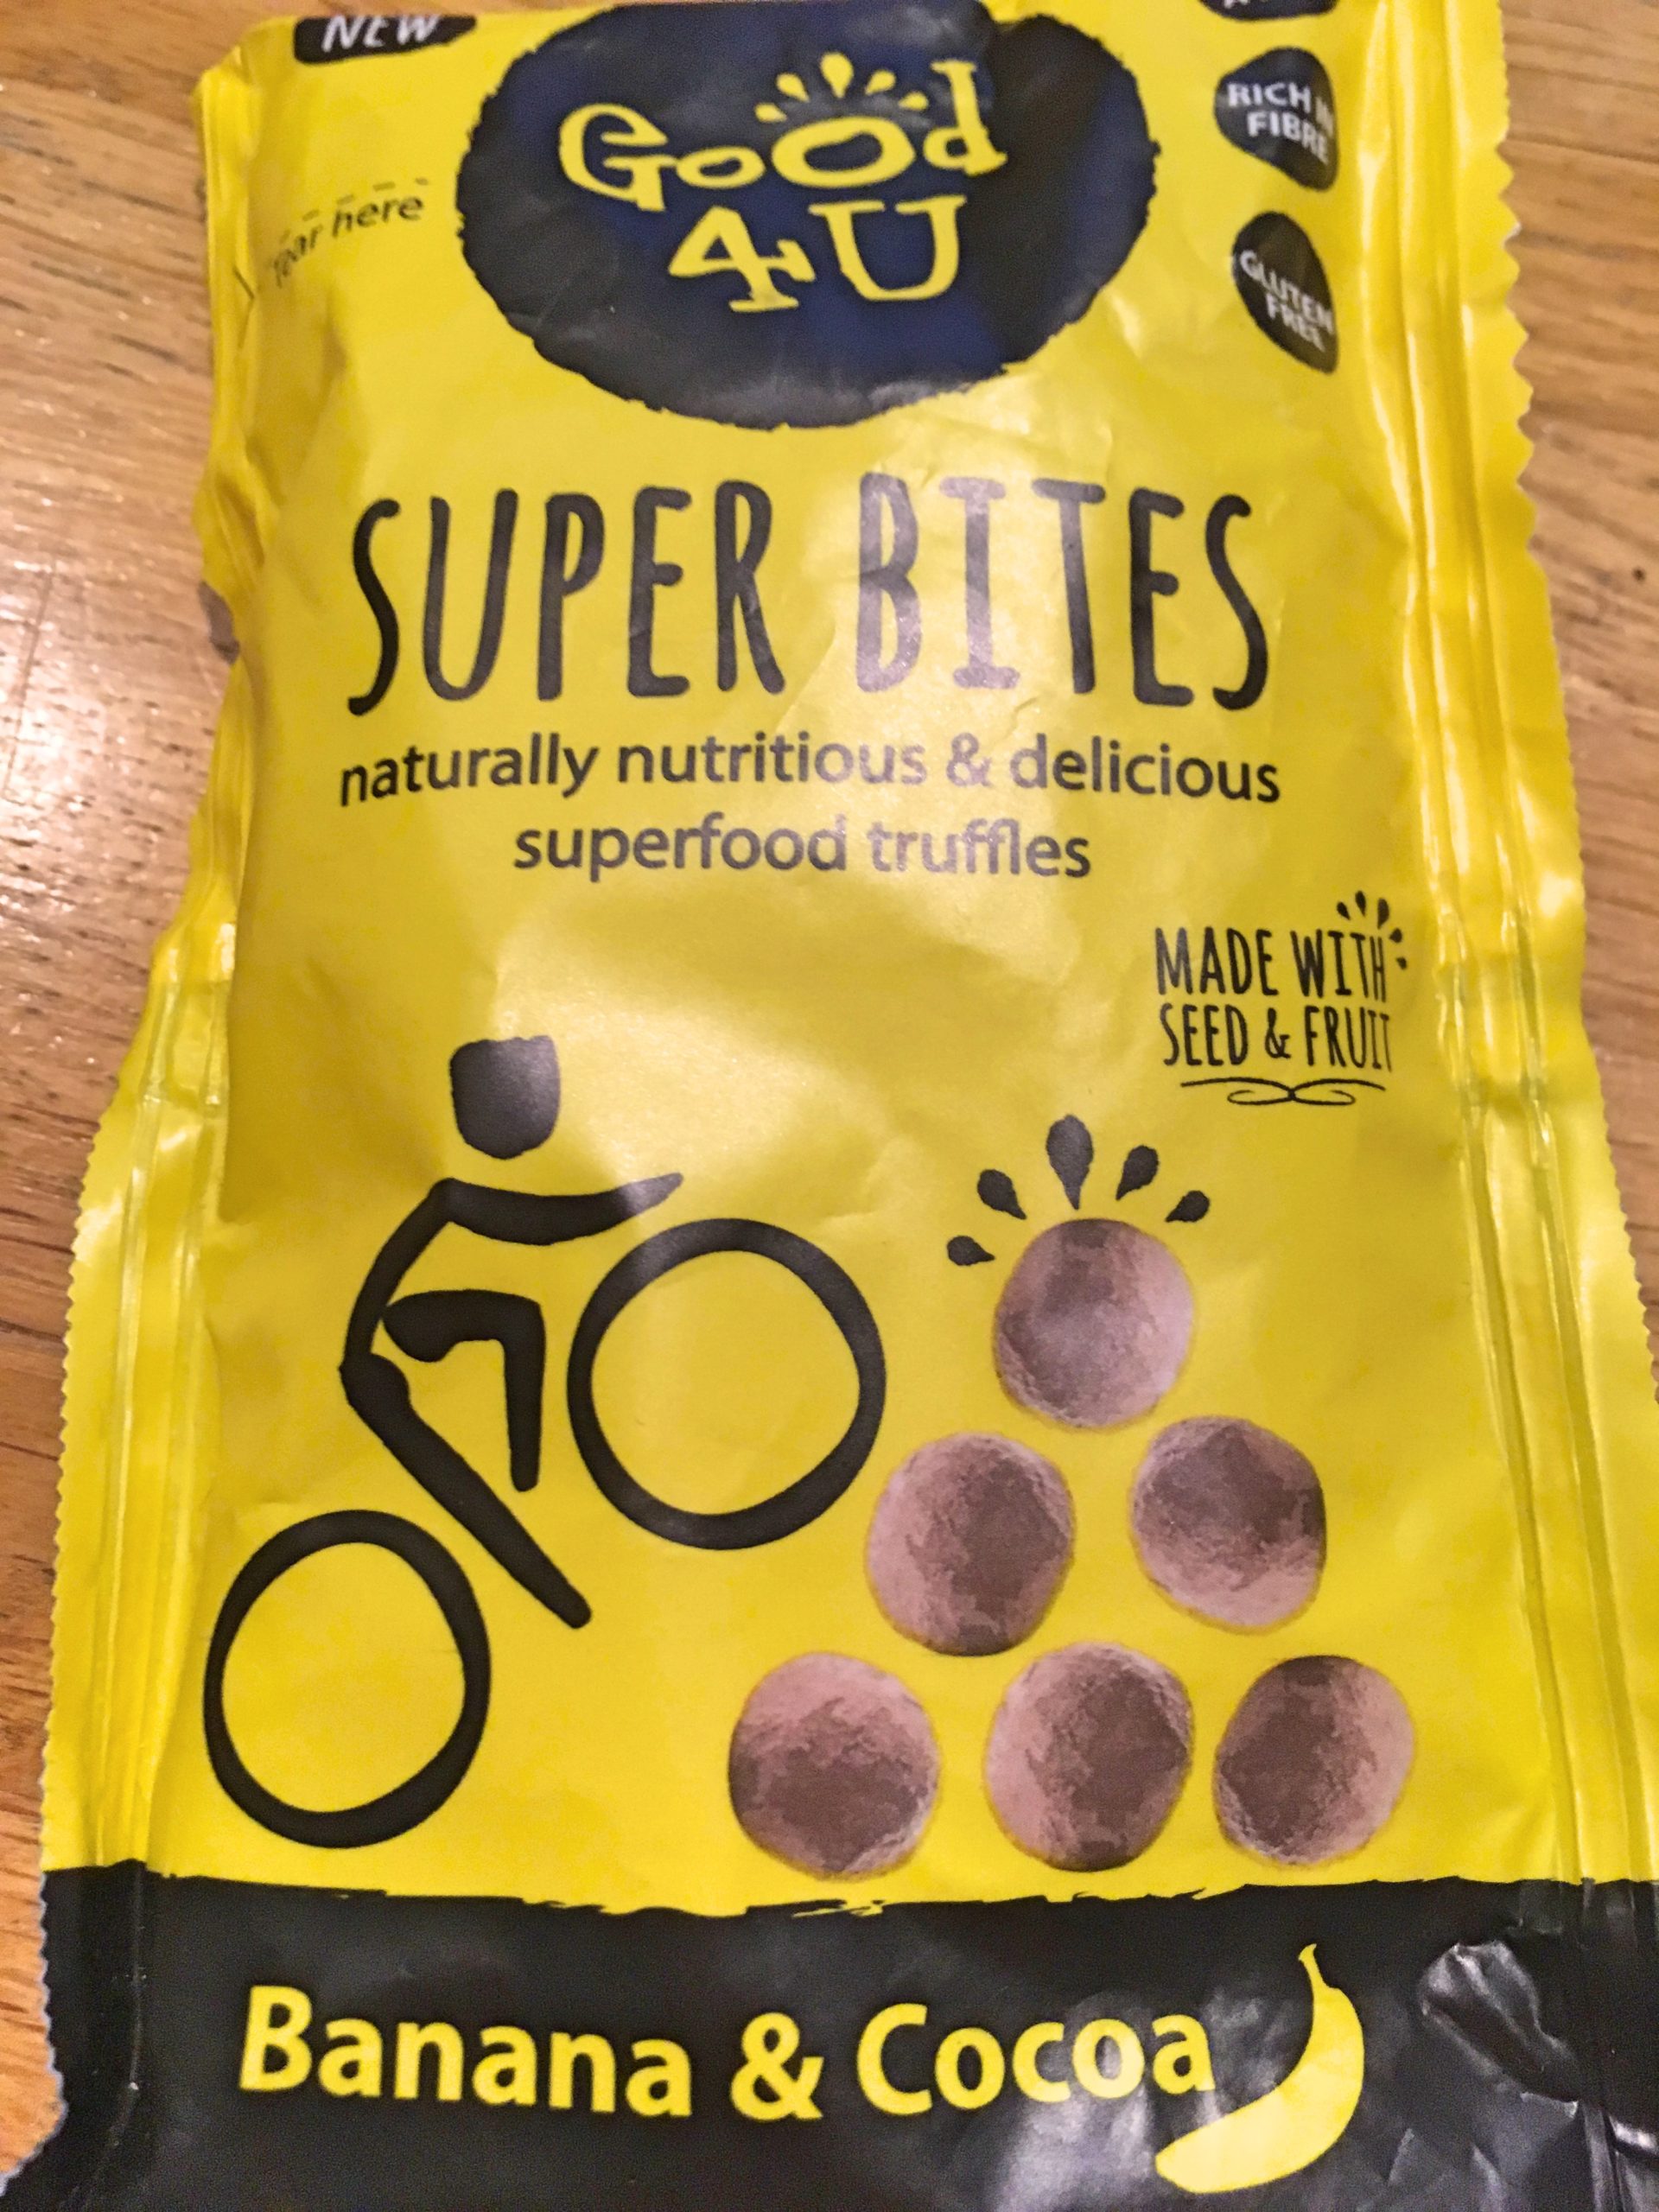 NEW
Good
4U
RICH IN
FIBRE
Tear here
GLUTEN
FREE
SUPER BITES
naturally nutritious & delicious
superfood truffles
MADE WITH
SEED & FRUIT
Banana & Cocoa